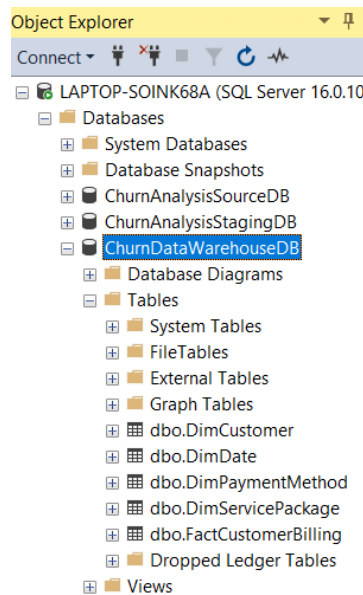 Object Explorer
Connect
LAPTOP-SOINK68A (SQL Server 16.0.10
Databases
System Databases
Database Snapshots
ChurnAnalysisSourceDB
ChurnAnalysisStagingDB
ChurnDataWarehouseDB
Database Diagrams
Tables
System Tables
FileTables
External Tables
Graph Tables
dbo.DimCustomer
dbo.DimDate
dbo.DimPaymentMethod
dbo.DimServicePackage
dbo.FactCustomerBilling
Dropped Ledger Tables
Views